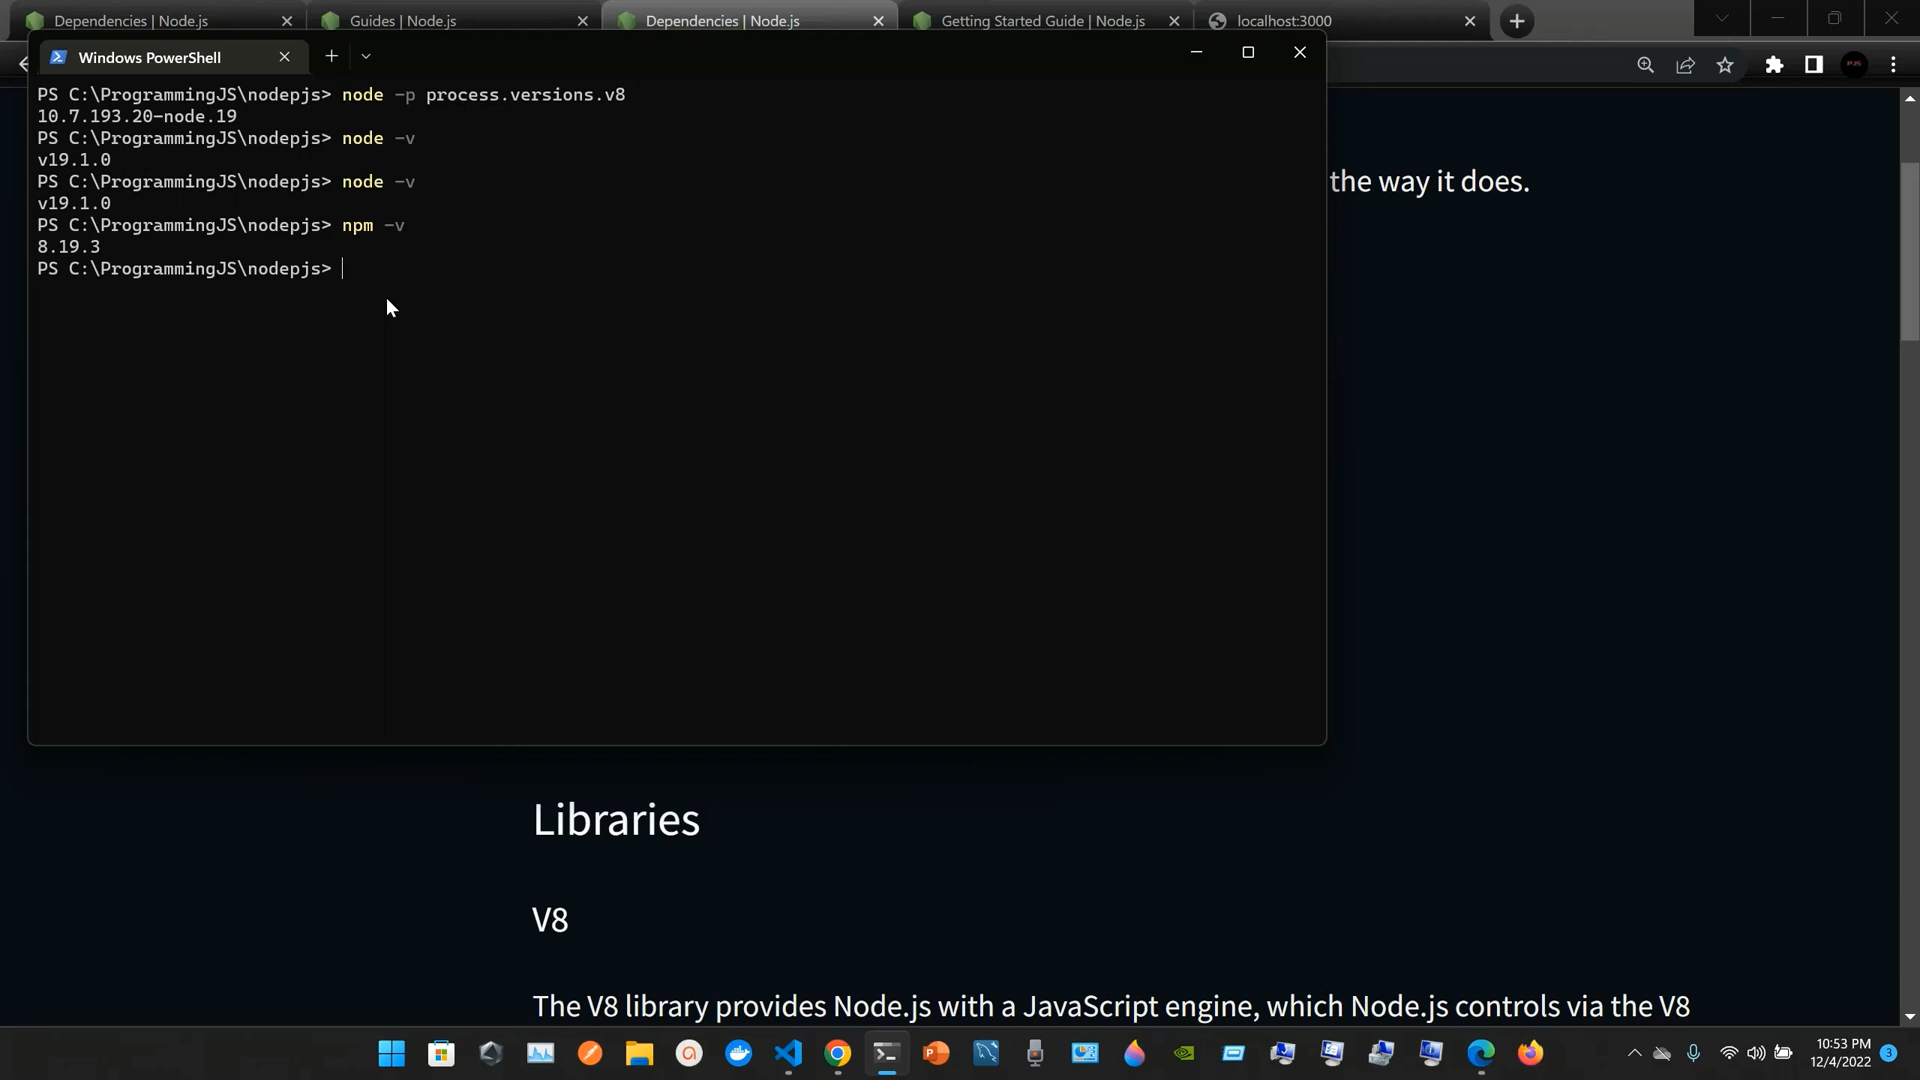 Dependencies | Node.js
Guides | Node.js
Dependencies | Node.js
Getting Started Guide | Node.js
localhost:3000
Windows PowerShell
PS C:\ProgrammingJS\nodepjs> node -p process.versions.v8
10.7.193.20-node.19
PS C:\ProgrammingJS\nodepjs> node -v
v19.1.0
PS C:\ProgrammingJS\nodepjs> node -v
v19.1.0
PS C:\ProgrammingJS\nodepjs> npm -v
8.19.3
PS C:\ProgrammingJS\nodepjs>
the way it does.
Libraries
V8
The V8 library provides Node.js with a JavaScript engine, which Node.js controls via the V8
10:53 PM
12/4/2022
3